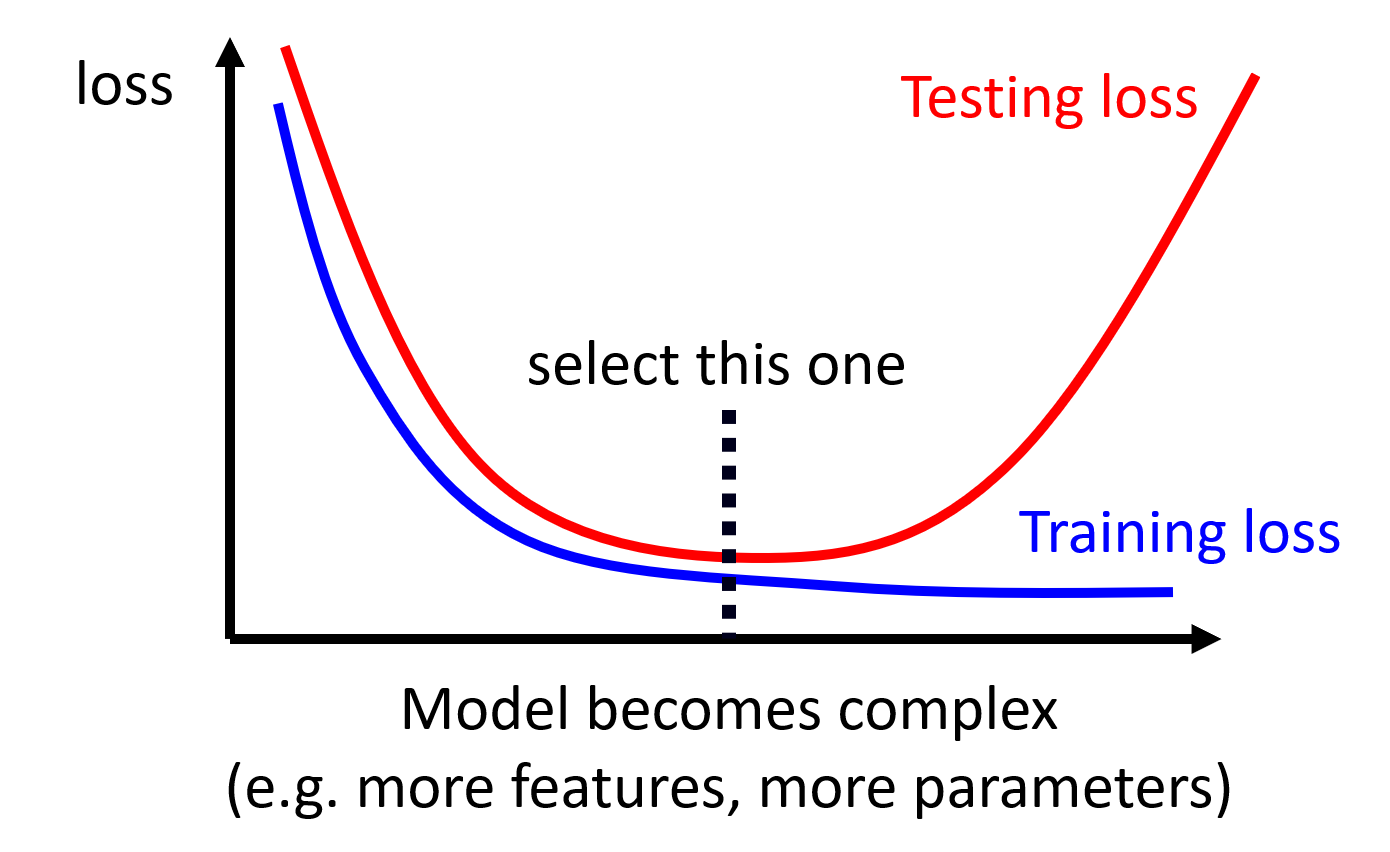 loss
Testing loss
select this one
Training loss
Model becomes complex
(e.g. more features, more parameters)